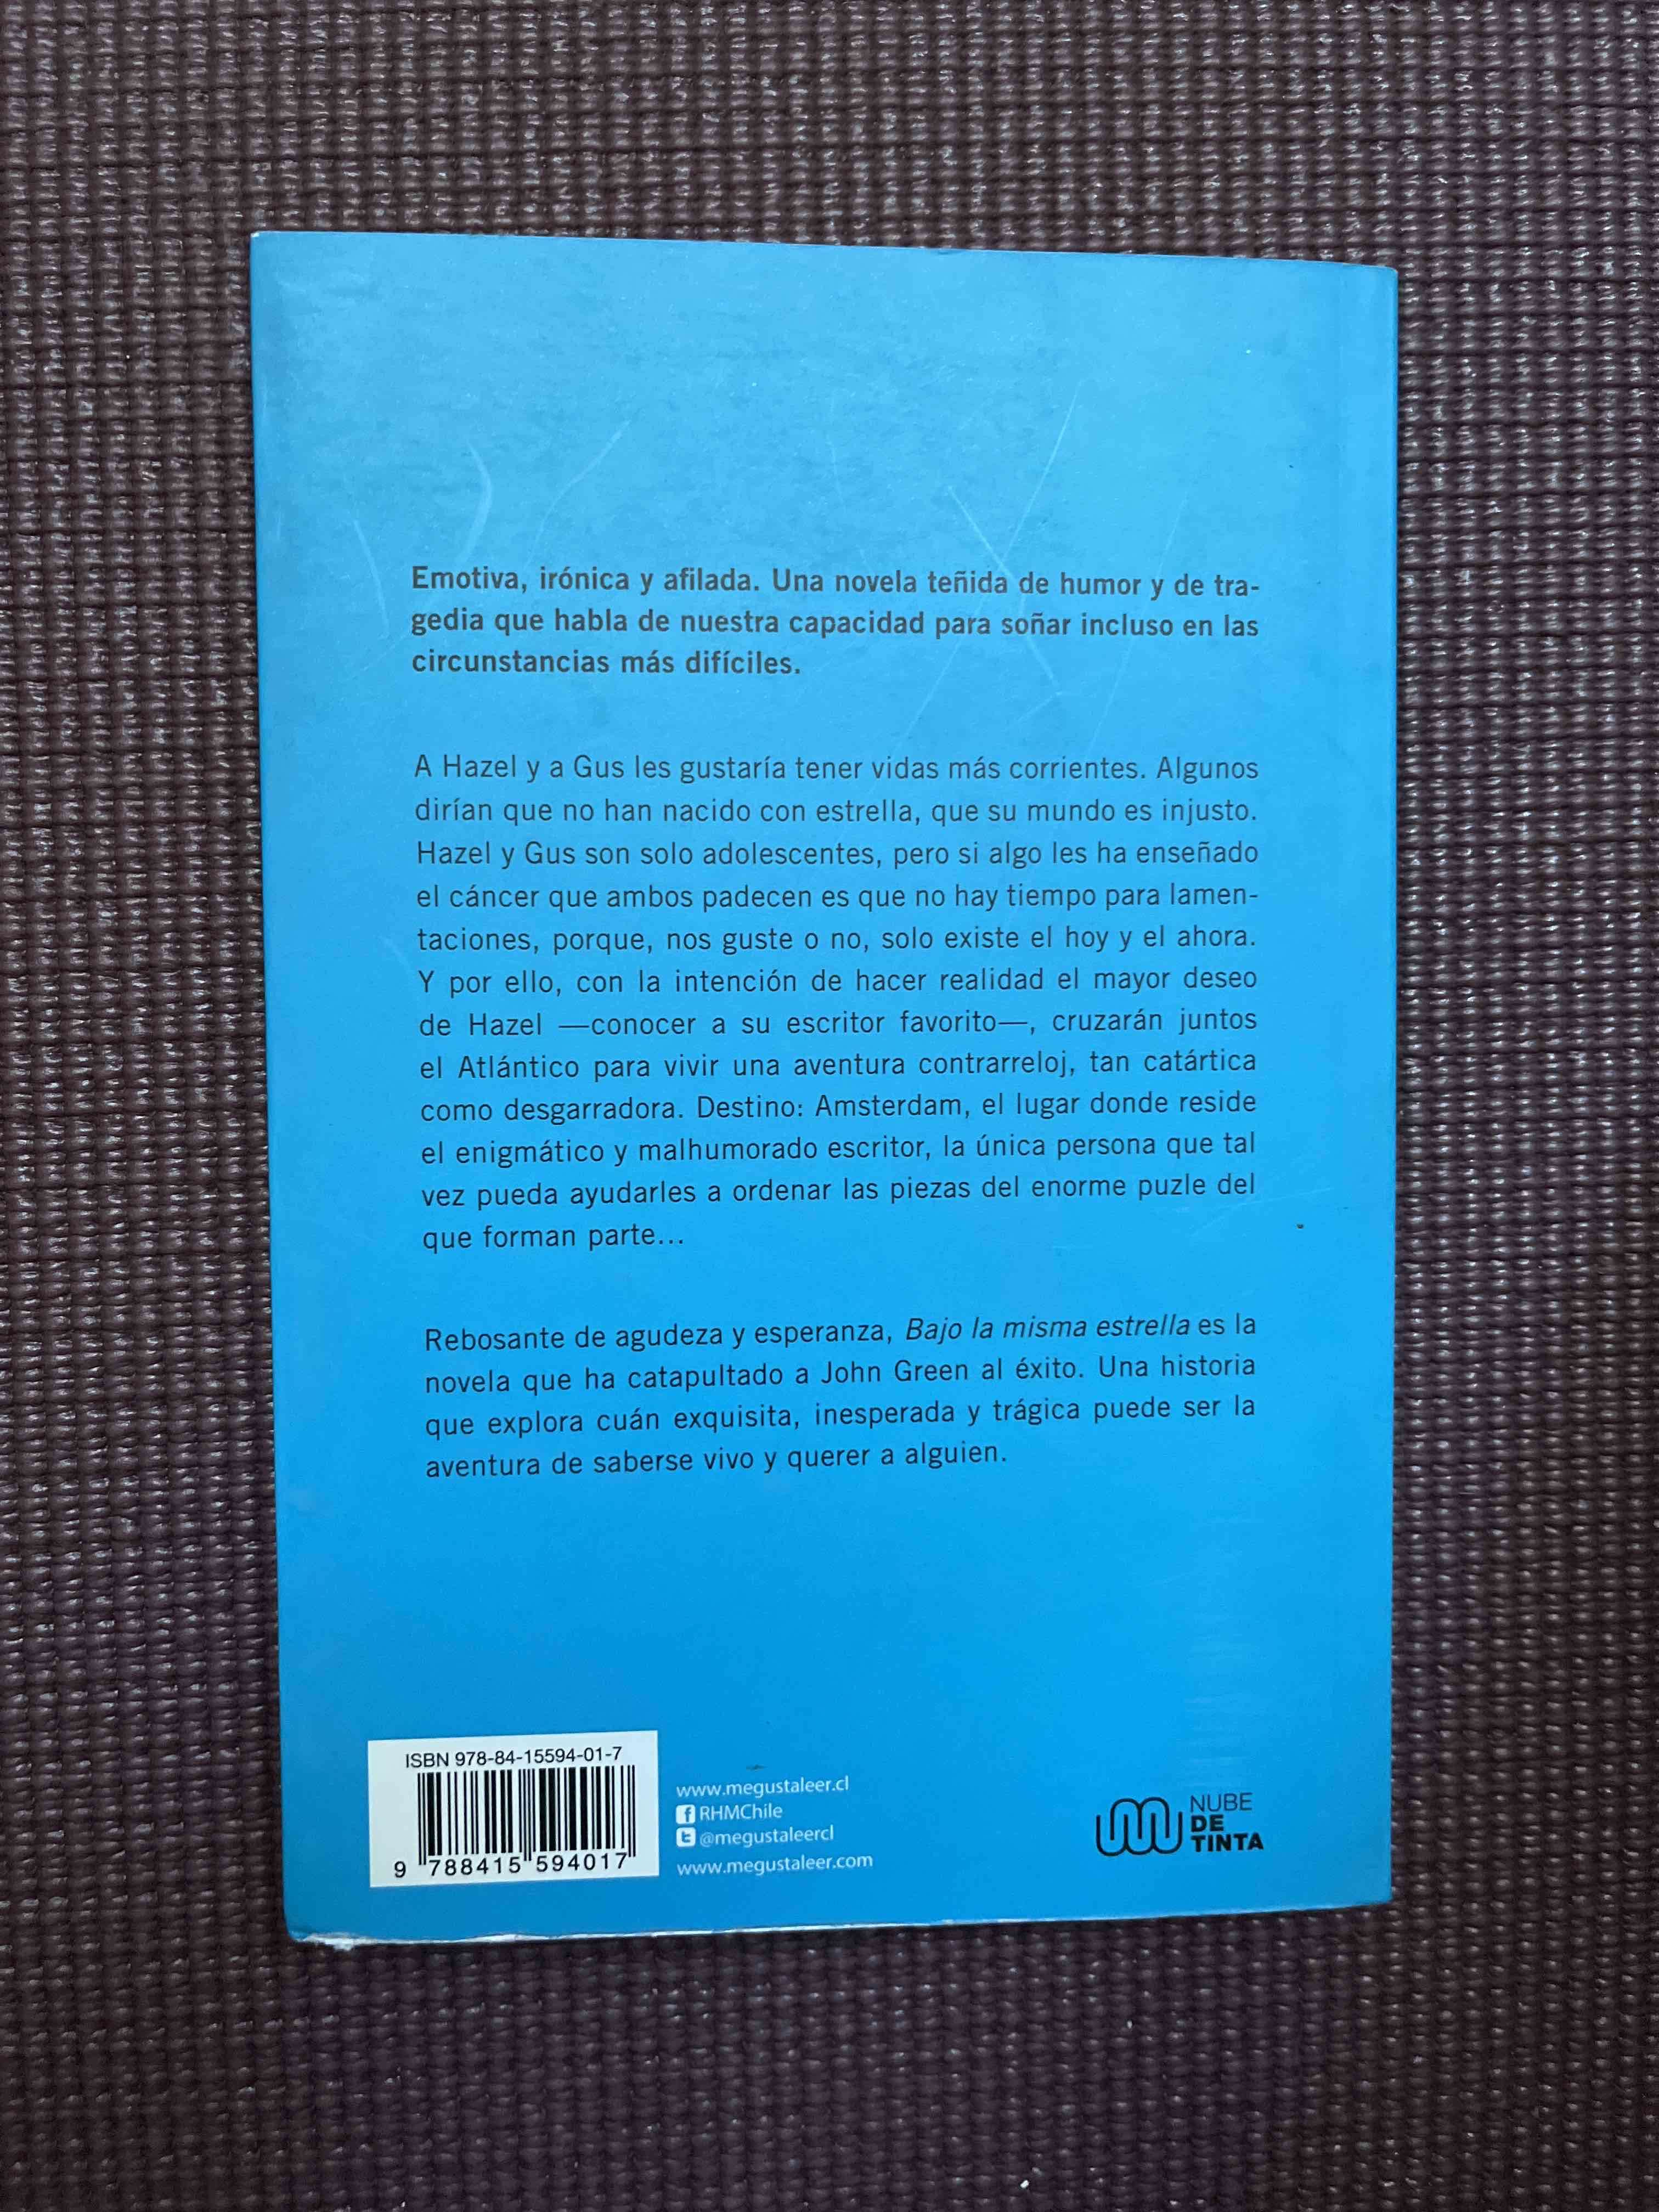 Emotiva, irónica y afilada. Una novela teñida de humor y de tra-
gedia que habla de nuestra capacidad para soñar incluso en las
circunstancias más difíciles.
A Hazel y a Gus les gustaría tener vidas más corrientes. Algunos
dirían que no han nacido con estrella, que su mundo es injusto.
Hazel y Gus son solo adolescentes, pero si algo les ha enseñado
el cáncer que ambos padecen es que no hay tiempo para lamen-
taciones, porque, nos guste o no, solo existe el hoy y el ahora.
Y por ello, con la intención de hacer realidad el mayor deseo
de Hazel —conocer a su escritor favorito—, cruzarán juntos
el Atlántico para vivir una aventura contrarreloj, tan catártica
como desgarradora. Destino: Amsterdam, el lugar donde reside
el enigmático y malhumorado escritor, la única persona que tal
vez pueda ayudarles a ordenar las piezas del enorme puzle del
que forman parte...
Rebosante de agudeza y esperanza, Bajo la misma estrella es la
novela que ha catapultado a John Green al éxito. Una historia
que explora cuán exquisita, inesperada y trágica puede ser la
aventura de saberse vivo y querer a alguien.
ISBN 978-84-15594-01-7
9 788415 594017
www.megustaleer.cl
f RHMChile
t @megustaleercl
www.megustaleer.com
NUBE
DE
TINTA